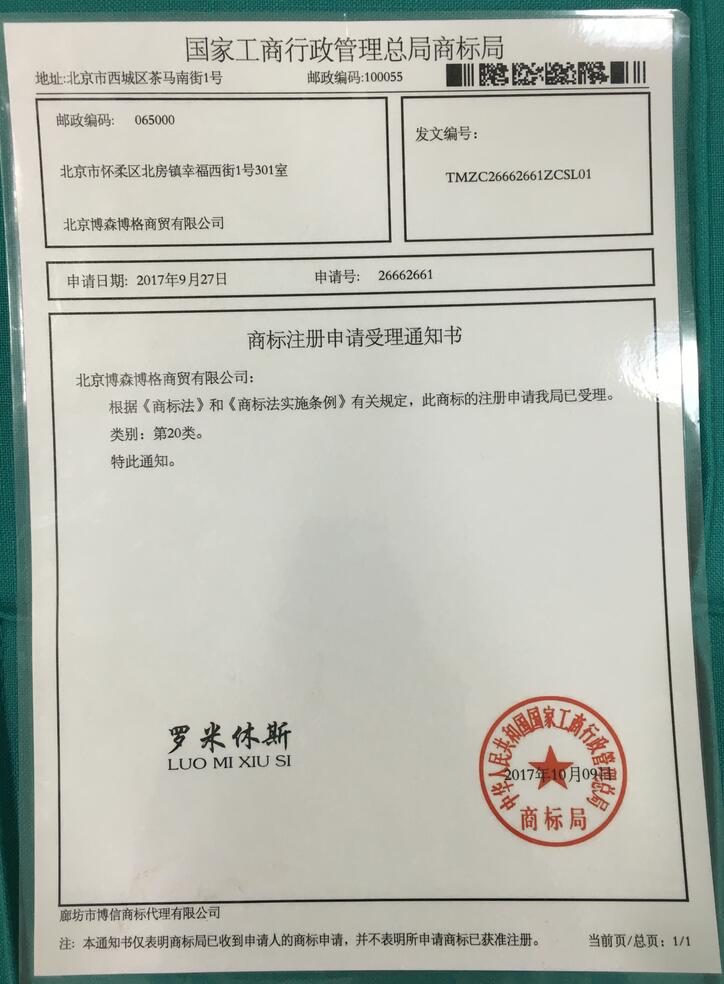 国家工商行政管理总局商标局
地址:北京市西城区茶马南街1号 邮政编码:100055
邮政编码: 065000
北京市怀柔区北房镇幸福西街1号301室
北京博森博格商贸有限公司
发文编号:
TMZC26662661ZCSL01
申请日期: 2017年9月27日 申请号: 26662661
商标注册申请受理通知书
北京博森博格商贸有限公司:
根据《商标法》和《商标法实施条例》有关规定，此商标的注册申请我局已受理。
类别: 第20类。
特此通知。
罗米休斯
LUO MI XIU SI
中华人民共和国国家工商行政管理总局
2017年10月09日
商标局
廊坊市博信商标代理有限公司
注: 本通知书仅表明商标局已收到申请人的商标申请，并不表明所申请商标已获准注册。 当前页/总页: 1/1